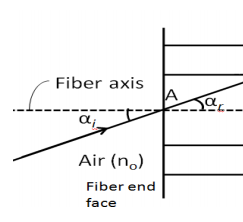 Fiber axis
A
αᵢ
αᵣ
Air (nₒ)
Fiber end
face